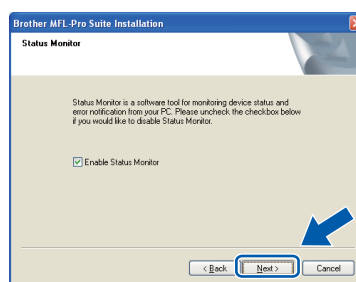 Brother MFL-Pro Suite Installation
Status Monitor
Status Monitor is a software tool for monitoring device status and
error notification from your PC. Please uncheck the checkbox below
if you would like to disable Status Monitor.
Enable Status Monitor
< Back Next > Cancel